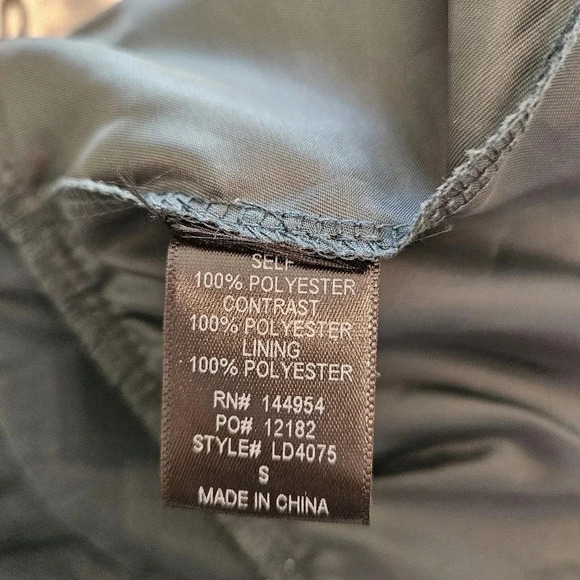 SELF
100% POLYESTER
CONTRAST
100% POLYESTER
LINING
100% POLYESTER
RN# 144954
PO# 12182
STYLE# LD4075
S
MADE IN CHINA